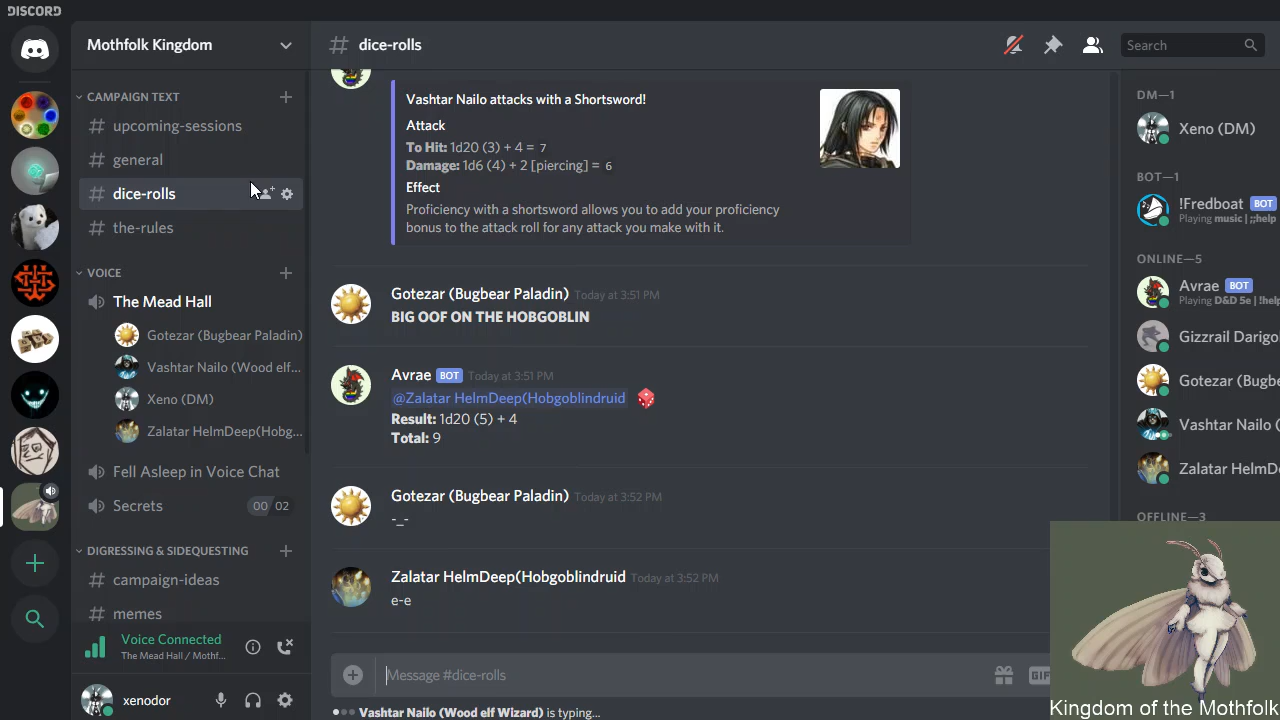 DISCORD
Mothfolk Kingdom
CAMPAIGN TEXT
# upcoming-sessions
# general
# dice-rolls
# the-rules
VOICE
The Mead Hall
Gotezar (Bugbear Paladin)
Vashtar Nailo (Wood elf...
Xeno (DM)
Zalatar HelmDeep(Hobg...
Fell Asleep in Voice Chat
Secrets 00 02
DIGRESSING & SIDEQUESTING
# campaign-ideas
# memes
Voice Connected
The Mead Hall / Mothf...
xenodor
# dice-rolls
Search
Vashtar Nailo attacks with a Shortsword!
Attack
To Hit: 1d20 (3) + 4 = 7
Damage: 1d6 (4) + 2 [piercing] = 6
Effect
Proficiency with a shortsword allows you to add your proficiency
bonus to the attack roll for any attack you make with it.
Gotezar (Bugbear Paladin) Today at 3:51 PM
BIG OOF ON THE HOBGOBLIN
Avrae BOT Today at 3:51 PM
@Zalatar HelmDeep(Hobgoblindruid
Result: 1d20 (5) + 4
Total: 9
Gotezar (Bugbear Paladin) Today at 3:52 PM
-_-
Zalatar HelmDeep(Hobgoblindruid Today at 3:52 PM
e-e
Message #dice-rolls
GIF
Vashtar Nailo (Wood elf Wizard) is typing...
DM—1
Xeno (DM)
BOT—1
!Fredboat BOT
Playing music | ;;help
ONLINE—5
Avrae BOT
Playing D&D 5e | !help
Gizzrail Darigo
Gotezar (Bugbe
Vashtar Nailo (
Zalatar HelmD
OFFLINE—3
Kingdom of the Mothfolk